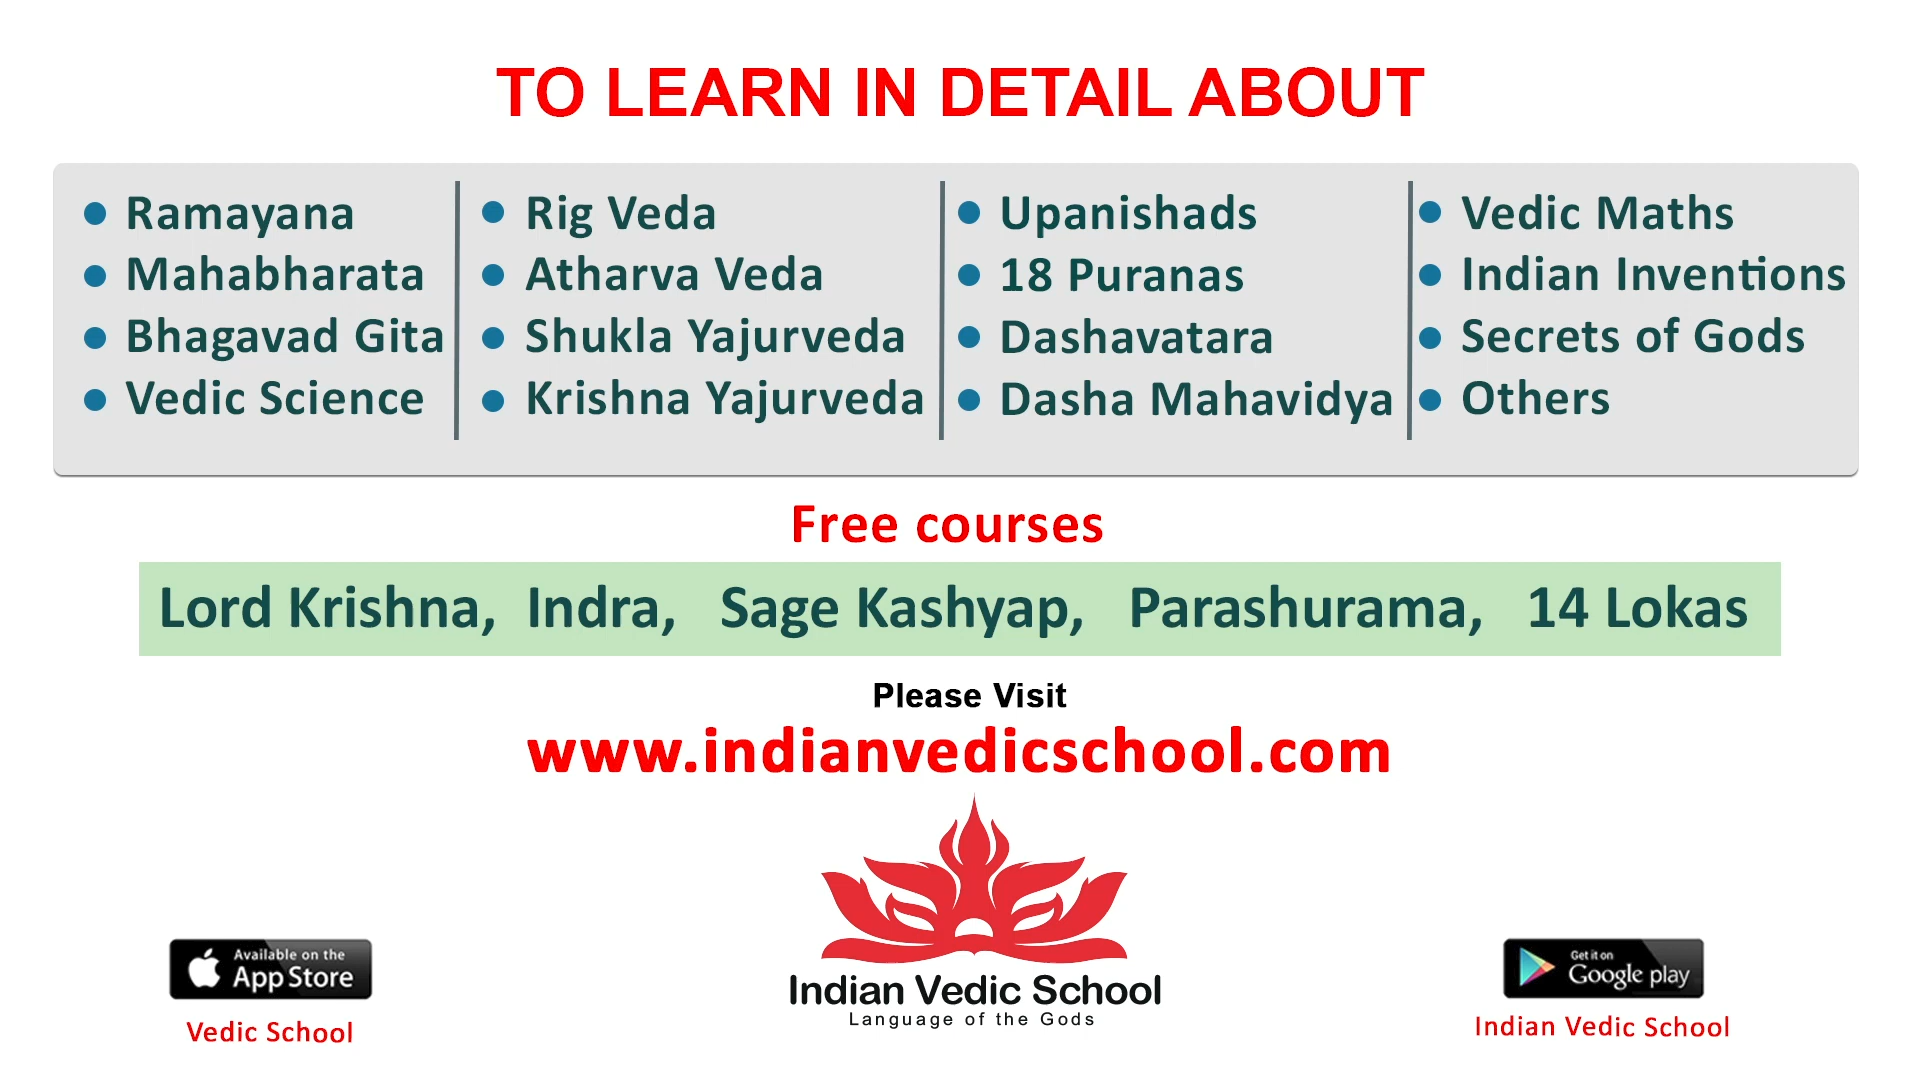 TO LEARN IN DETAIL ABOUT
Ramayana
Mahabharata
Bhagavad Gita
Vedic Science
Rig Veda
Atharva Veda
Shukla Yajurveda
Krishna Yajurveda
Upanishads
18 Puranas
Dashavatara
Dasha Mahavidya
Vedic Maths
Indian Inventions
Secrets of Gods
Others
Free courses
Lord Krishna, Indra, Sage Kashyap, Parashurama, 14 Lokas
Please Visit
www.indianvedicschool.com
Indian Vedic School
Language of the Gods
Available on the
App Store
Vedic School
Get it on
Google play
Indian Vedic School